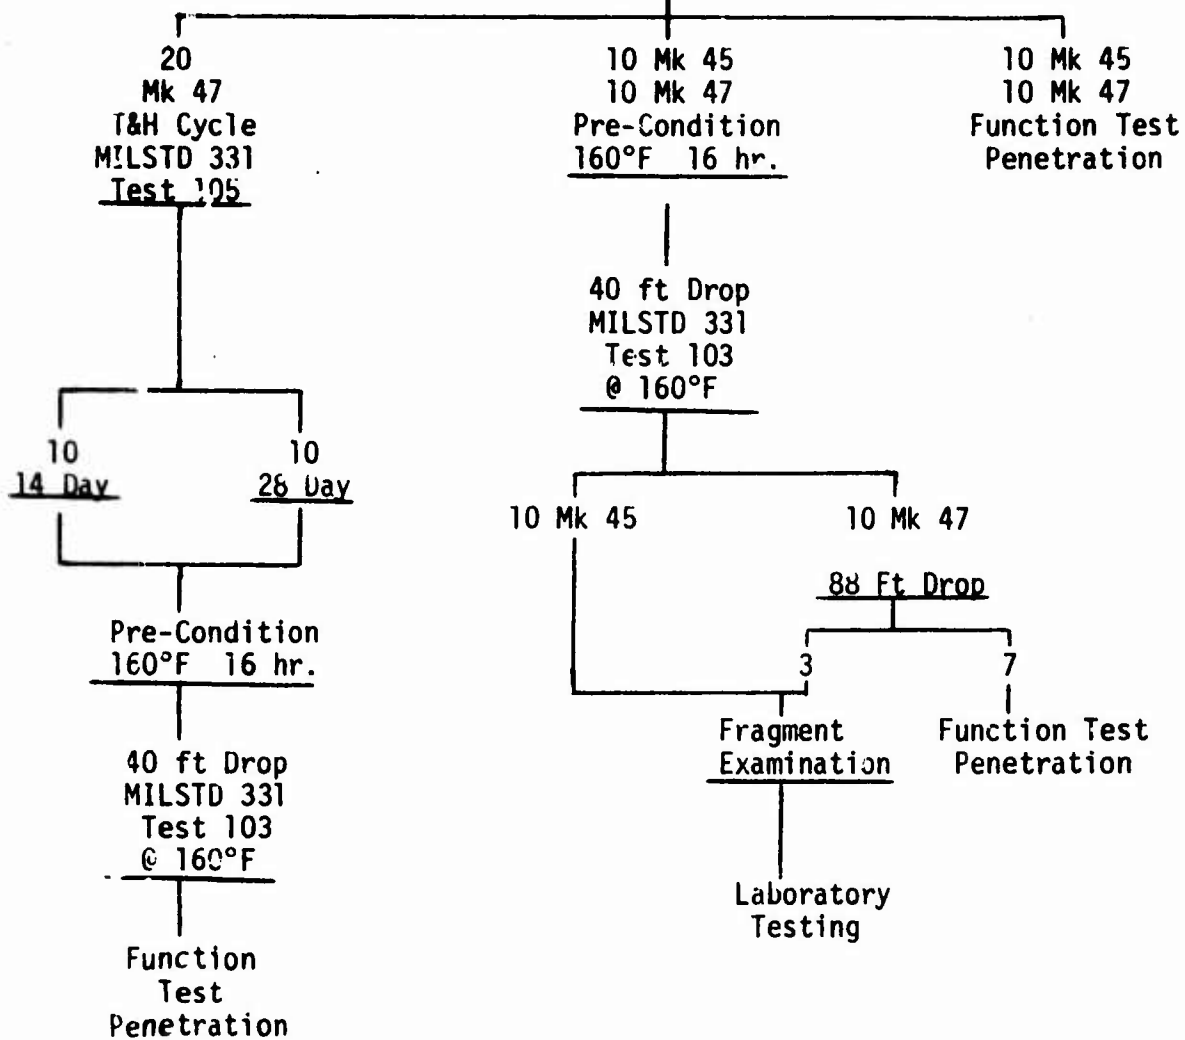 20
Mk 47
T&H Cycle
MILSTD 331
Test 105
14 Day
10
28 Day
10
Pre-Condition
160°F 16 hr.
40 ft Drop
MILSTD 331
Test 103
@ 160°F
Function
Test
Penetration
10 Mk 45
10 Mk 47
Pre-Condition
160°F 16 hr.
40 ft Drop
MILSTD 331
Test 103
@ 160°F
10 Mk 45
10 Mk 47
88 Ft Drop
3
7
Fragment
Examination
Function Test
Penetration
Laboratory
Testing
10 Mk 45
10 Mk 47
Function Test
Penetration